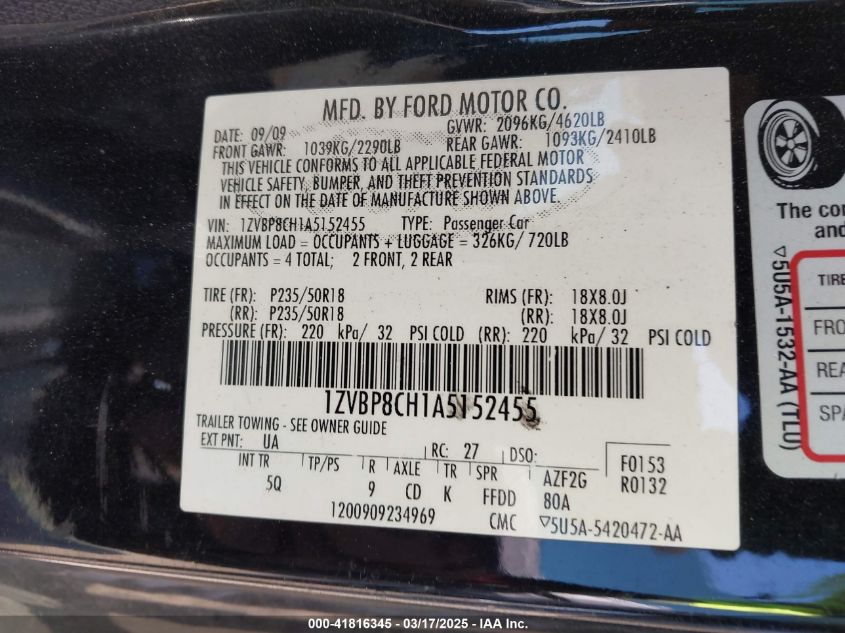 MFD. BY FORD MOTOR CO.
DATE: 09/09 GVWR: 2096KG/4620LB
FRONT GAWR: 1039KG/2290LB REAR GAWR: 1093KG/2410LB
THIS VEHICLE CONFORMS TO ALL APPLICABLE FEDERAL MOTOR
VEHICLE SAFETY, BUMPER, AND THEFT PREVENTION STANDARDS
IN EFFECT ON THE DATE OF MANUFACTURE SHOWN ABOVE.
VIN: 1ZVBP8CH1A5152455 TYPE: Passenger Car
MAXIMUM LOAD = OCCUPANTS + LUGGAGE = 326KG/ 720LB
OCCUPANTS = 4 TOTAL; 2 FRONT, 2 REAR
TIRE (FR): P235/50R18 RIMS (FR): 18X8.0J
(RR): P235/50R18 (RR): 18X8.0J
PRESSURE (FR): 220 kPa/ 32 PSI COLD (RR): 220 kPa/ 32 PSI COLD
1ZVBP8CH1A5152455
TRAILER TOWING - SEE OWNER GUIDE
EXT PNT: UA RC: 27 DSO: F0153
INT TR TP/PS R AXLE TR SPR AZF2G R0132
5Q 9 CD K FFDD 80A
1200909234969 CMC ▽5U5A-5420472-AA
The
and
TIRE
FRO
REA
SPA
▽5U5A-1532-AA (TLU)
000-41816345 - 03/17/2025 - IAA Inc.